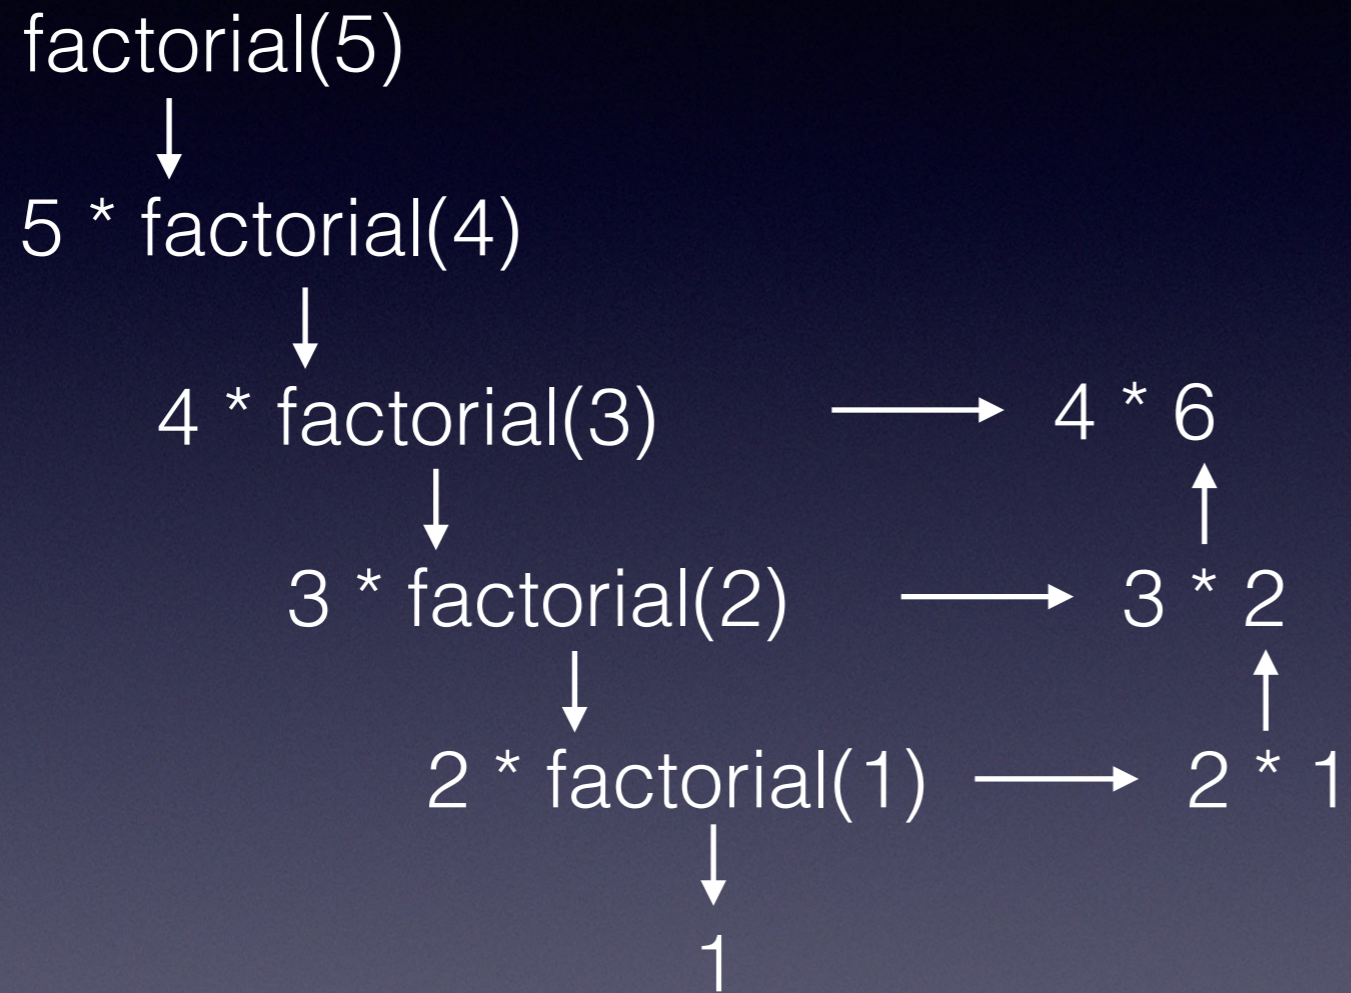 factorial(5)
5 * factorial(4)
4 * factorial(3) 4 * 6
3 * factorial(2) 3 * 2
2 * factorial(1) 2 * 1
1